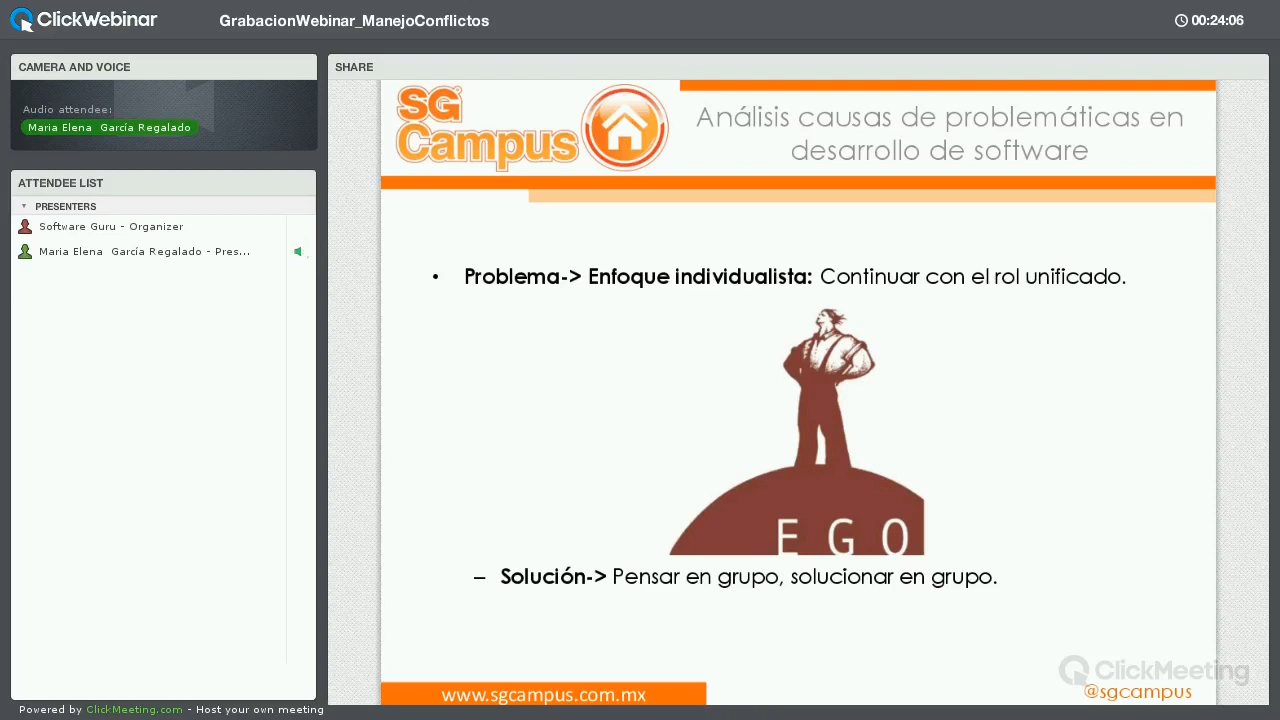 ClickWebinar
GrabacionWebinar_ManejoConflictos
00:24:06
CAMERA AND VOICE
Audio attendee:
Maria Elena García Regalado
ATTENDEE LIST
PRESENTERS
Software Guru - Organizer
Maria Elena García Regalado - Pres...
SHARE
SG
Campus
Análisis causas de problemáticas en
desarrollo de software
• Problema-> Enfoque individualista: Continuar con el rol unificado.
EGO
– Solución-> Pensar en grupo, solucionar en grupo.
ClickMeeting
www.sgcampus.com.mx
@sgcampus
Powered by ClickMeeting.com - Host your own meeting